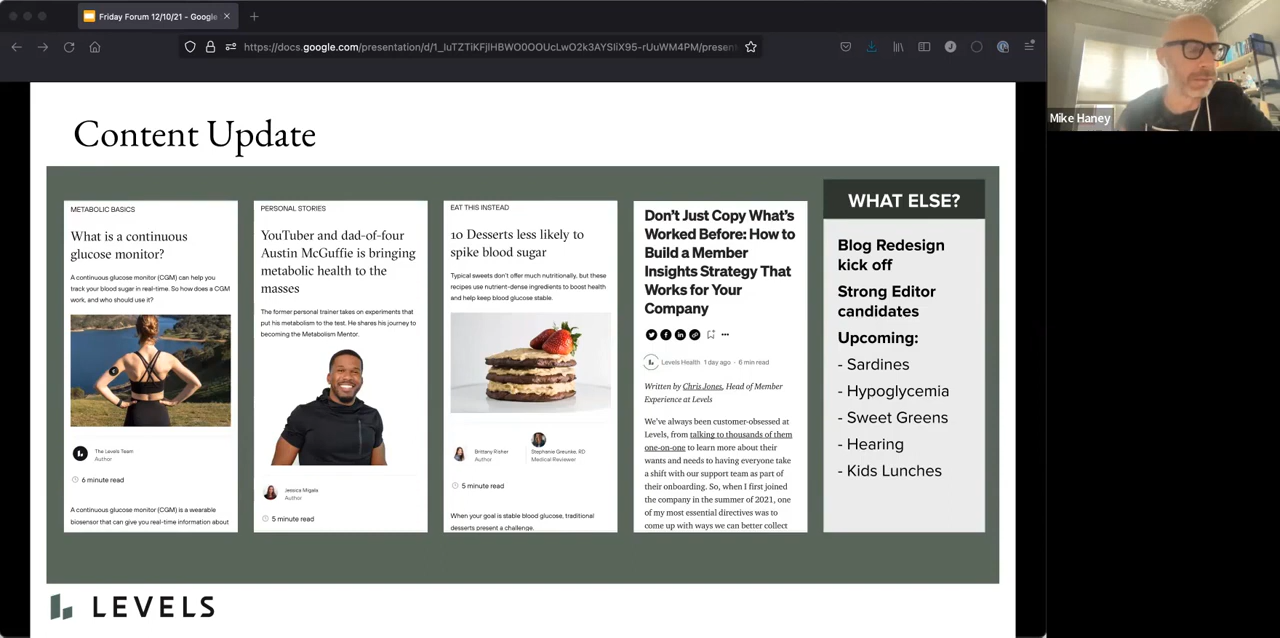 Friday Forum 12/10/21 - Google
Mike Haney
Content Update
METABOLIC BASICS
What is a continuous
glucose monitor?
A continuous glucose monitor (CGM) can help you
track your blood sugar in real-time. So how does a CGM
work, and who should use it?
The Levels Team
Author
6 minute read
A continuous glucose monitor (CGM) is a wearable
biosensor that can give you real-time information about
PERSONAL STORIES
YouTuber and dad-of-four
Austin McGuffie is bringing
metabolic health to the
masses
The former personal trainer takes on experiments that
put his metabolism to the test. He shares his journey to
becoming the Metabolism Mentor.
Jessica Migala
Author
5 minute read
EAT THIS INSTEAD
10 Desserts less likely to
spike blood sugar
Typical sweets don't offer much nutritionally, but these
recipes use nutrient-dense ingredients to boost health
and help keep blood glucose stable.
Brittany Risher
Author
Stephanie Greunke, RD
Medical Reviewer
5 minute read
When your goal is stable blood glucose, traditional
desserts present a challenge.
Don't Just Copy What's
Worked Before: How to
Build a Member
Insights Strategy That
Works for Your
Company
Levels Health 1 day ago · 6 min read
Written by Chris Jones, Head of Member
Experience at Levels
We've always been customer-obsessed at
Levels, from talking to thousands of them
one-on-one to learn more about their
wants and needs to having everyone take
a shift with our support team as part of
their onboarding. So, when I first joined
the company in the summer of 2021, one
of my most essential directives was to
come up with ways we can better collect
WHAT ELSE?
Blog Redesign
kick off
Strong Editor
candidates
Upcoming:
- Sardines
- Hypoglycemia
- Sweet Greens
- Hearing
- Kids Lunches
LEVELS